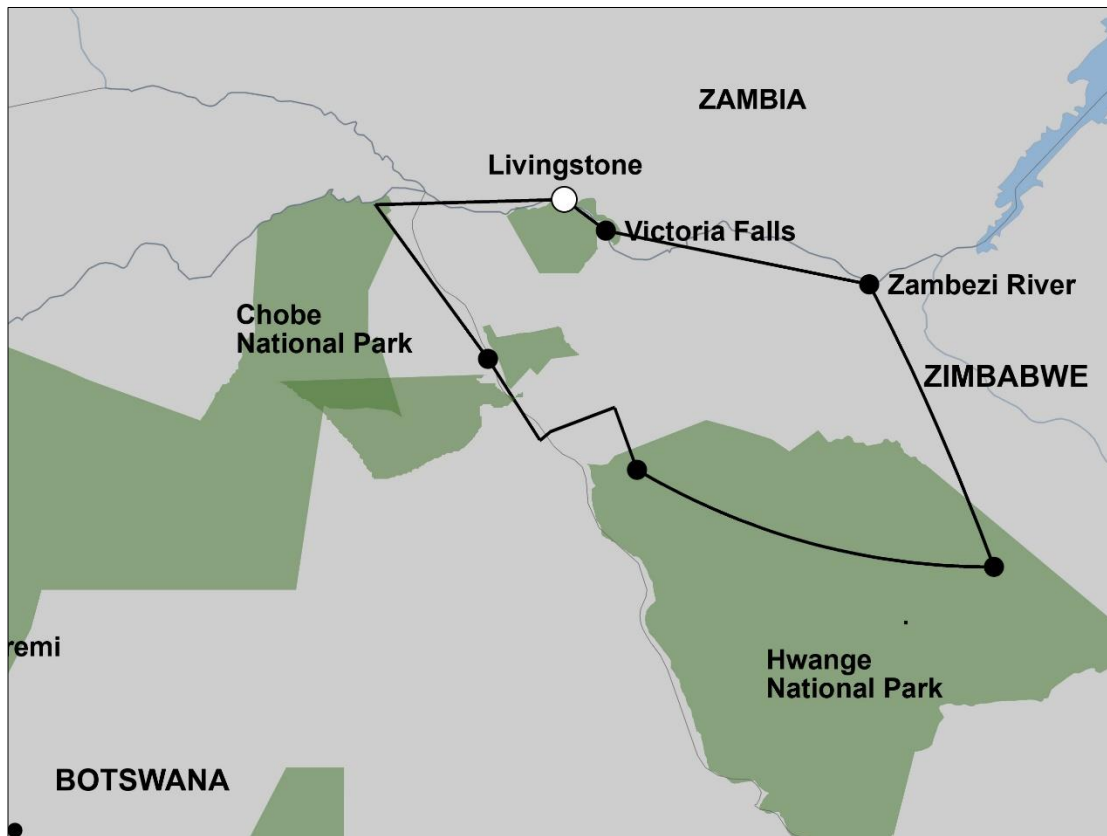 ZAMBIA
Livingstone
Victoria Falls
Zambezi River
Chobe
National Park
ZIMBABWE
remi
Hwange
National Park
BOTSWANA